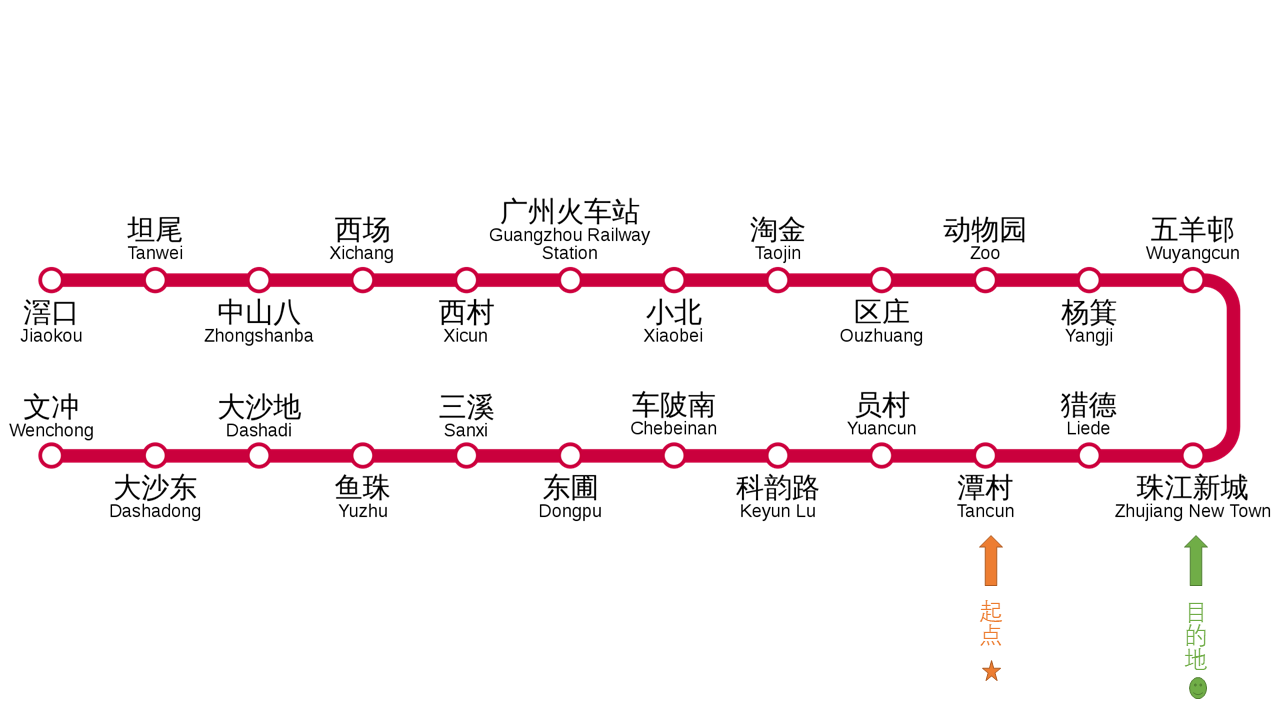 坦尾
Tanwei
西场
Xichang
广州火车站
Guangzhou Railway
Station
淘金
Taojin
动物园
Zoo
五羊邨
Wuyangcun
滘口
Jiaokou
中山八
Zhongshanba
西村
Xicun
小北
Xiaobei
区庄
Ouzhuang
杨箕
Yangji
文冲
Wenchong
大沙地
Dashadi
三溪
Sanxi
车陂南
Chebeinan
员村
Yuancun
猎德
Liede
大沙东
Dashadong
鱼珠
Yuzhu
东圃
Dongpu
科韵路
Keyun Lu
潭村
Tancun
珠江新城
Zhujiang New Town
起点
目的地